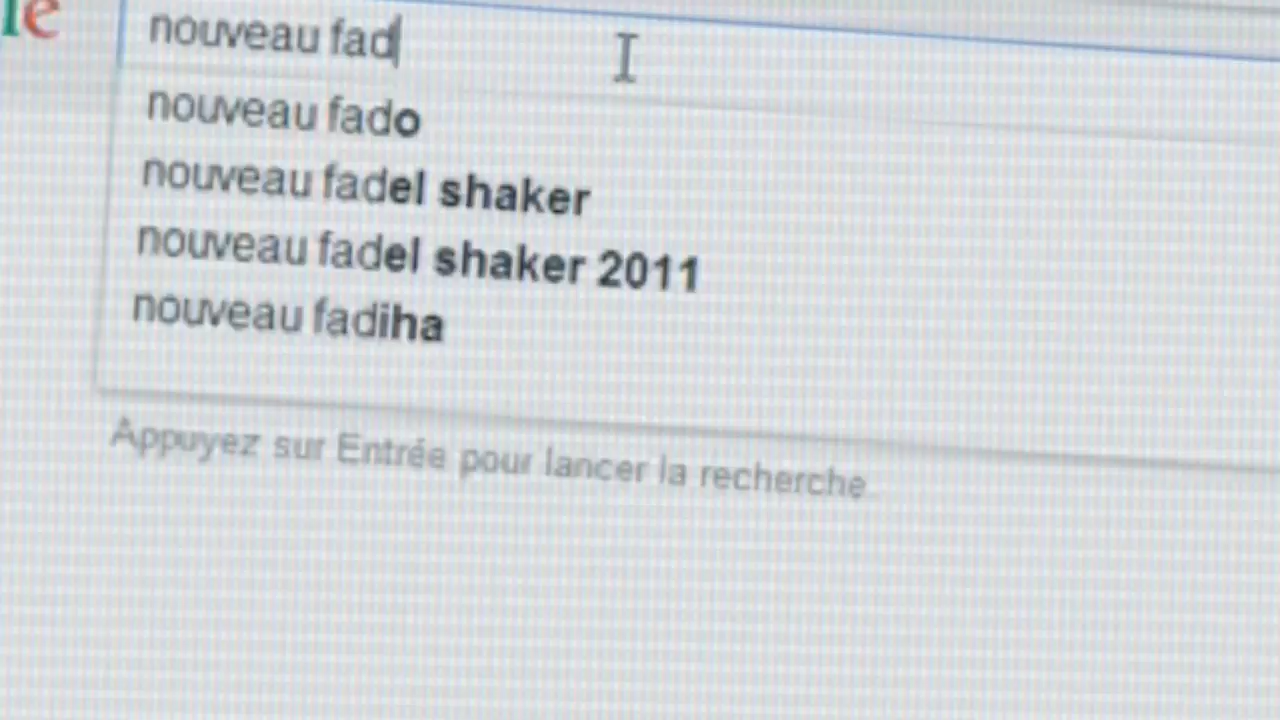 le
nouveau fad
nouveau fado
nouveau fadel shaker
nouveau fadel shaker 2011
nouveau fadiha
Appuyez sur Entrée pour lancer la recherche